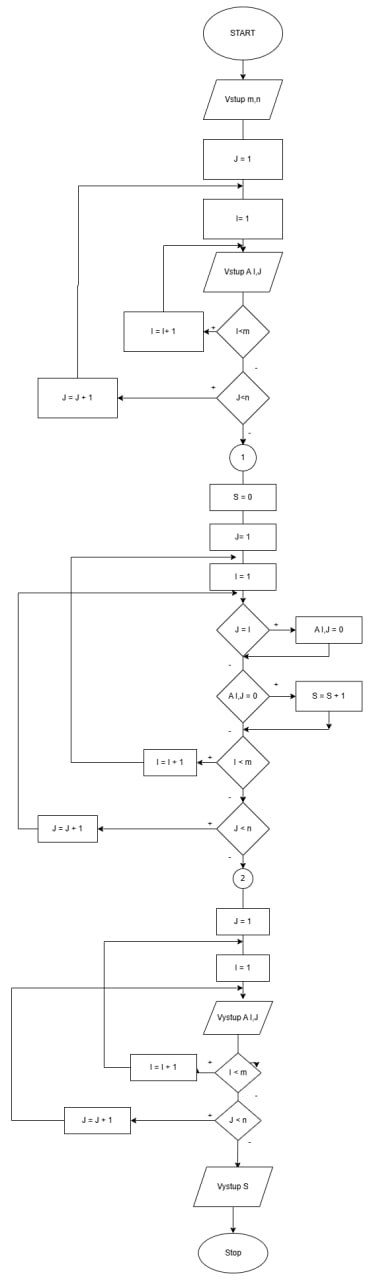 START
Vstup m,n
J = 1
I= 1
Vstup A I,J
I = I+ 1
+
I<m
-
J = J + 1
+
J<n
-
1
S = 0
J= 1
I = 1
J = I
+
A I,J = 0
-
A I,J = 0
+
S = S + 1
-
I = I + 1
+
I < m
-
J = J + 1
+
J < n
-
2
J = 1
I = 1
Vystup A I,J
I = I + 1
+
I < m
-
J = J + 1
+
J < n
-
Vystup S
Stop